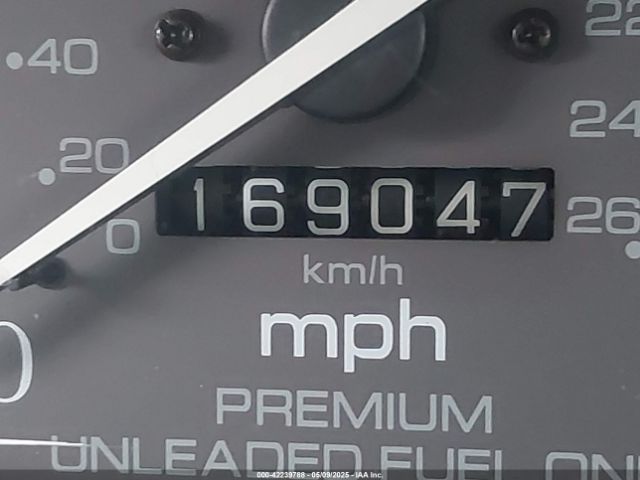 22
40
24
20
169047
26
0
km/h
mph
PREMIUM
UNLEADED FUEL ON
000-42239788 - 05/09/2025 - IAA Inc.